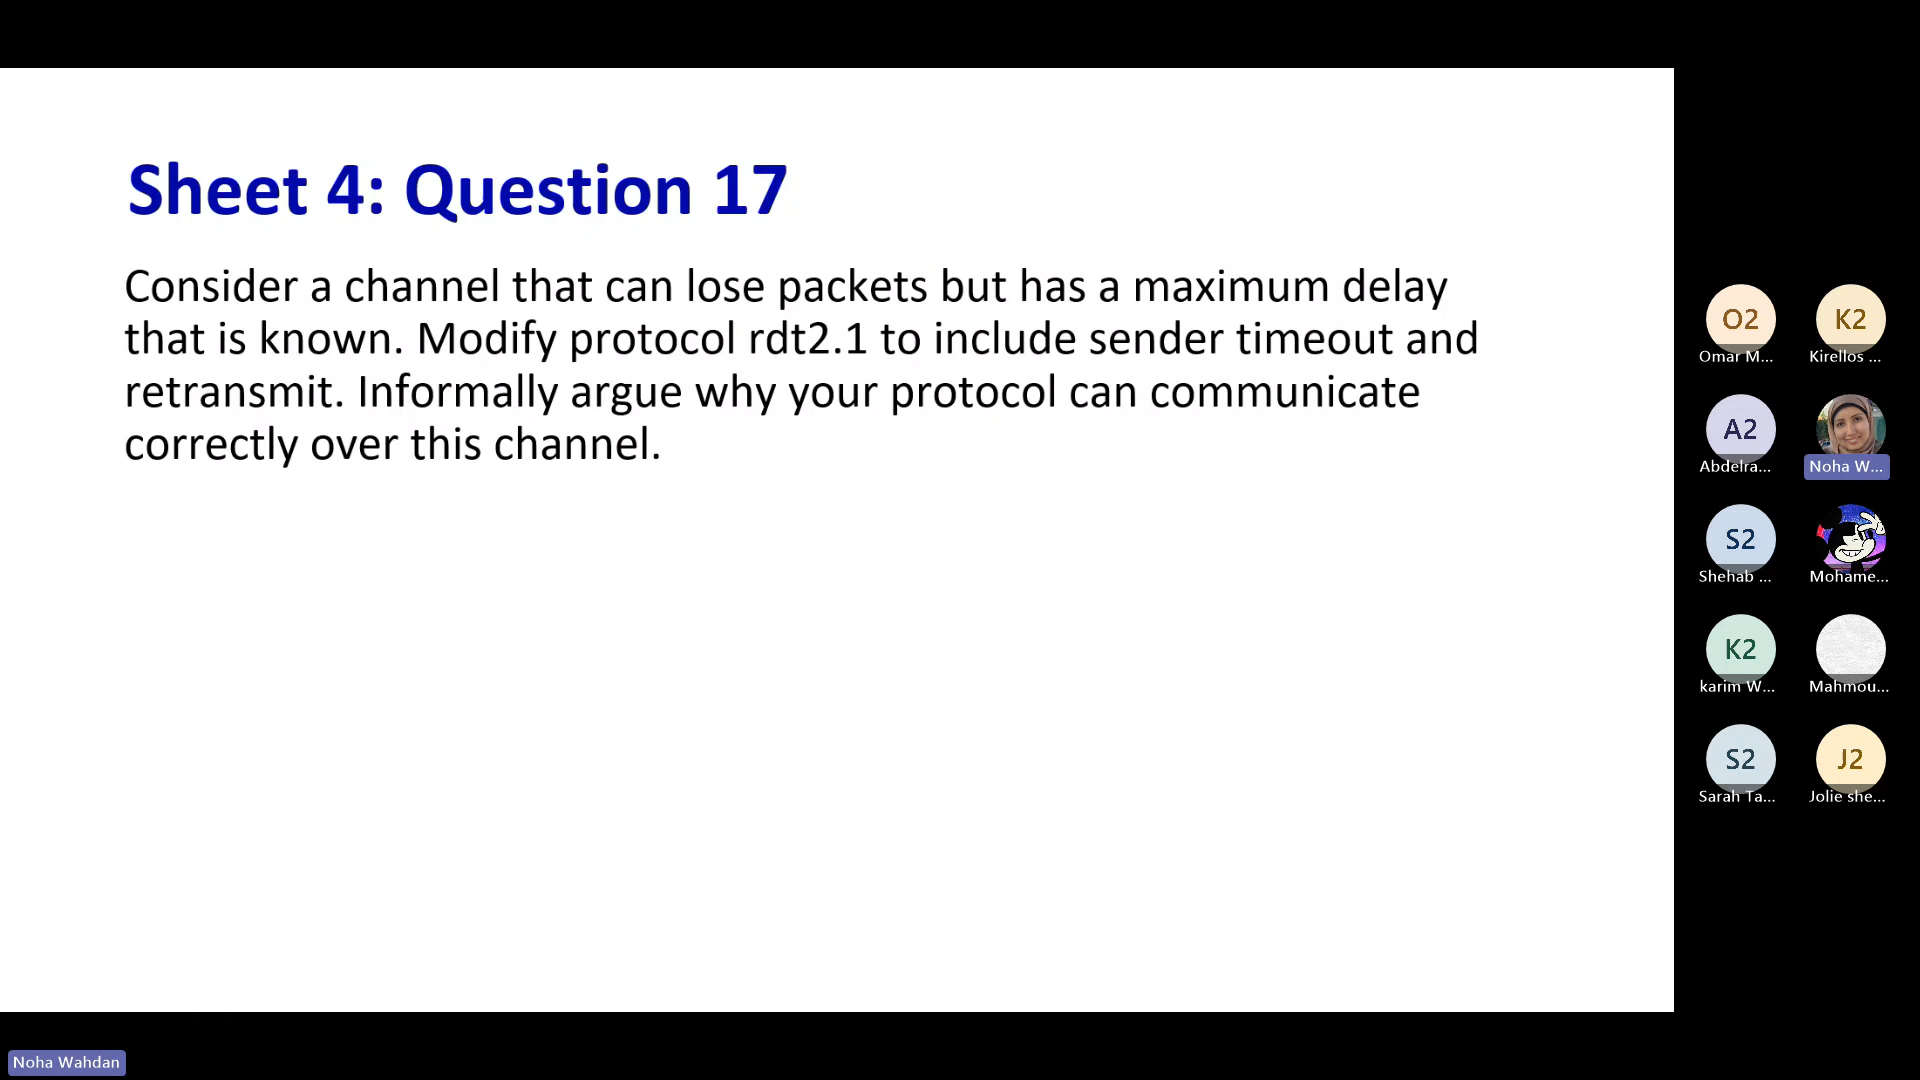 Sheet 4: Question 17
Consider a channel that can lose packets but has a maximum delay
that is known. Modify protocol rdt2.1 to include sender timeout and
retransmit. Informally argue why your protocol can communicate
correctly over this channel.
O2
Omar M...
K2
Kirellos ...
A2
Abdelra...
Noha W...
S2
Shehab ...
Mohame...
K2
karim W...
Mahmou...
S2
Sarah Ta...
J2
Jolie she...
Noha Wahdan